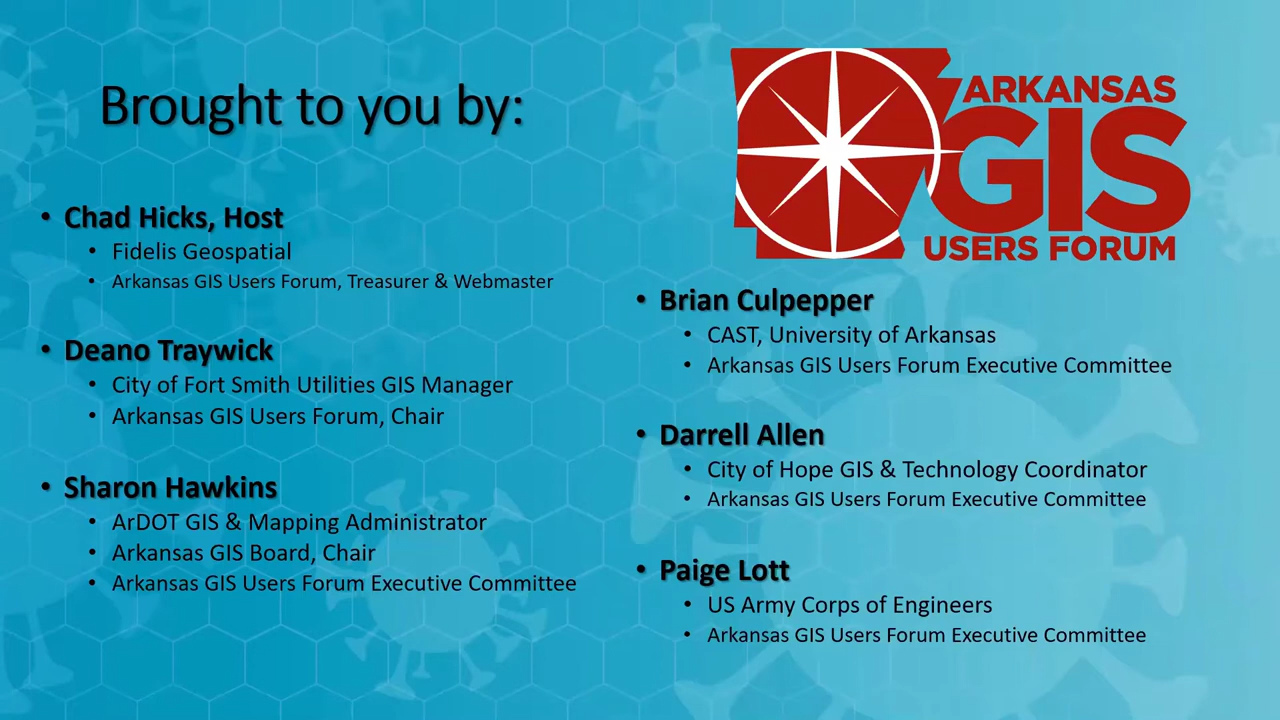 Brought to you by:
• Chad Hicks, Host
• Fidelis Geospatial
• Arkansas GIS Users Forum, Treasurer & Webmaster
• Deano Traywick
• City of Fort Smith Utilities GIS Manager
• Arkansas GIS Users Forum, Chair
• Sharon Hawkins
• ArDOT GIS & Mapping Administrator
• Arkansas GIS Board, Chair
• Arkansas GIS Users Forum Executive Committee
ARKANSAS
GIS
USERS FORUM
• Brian Culpepper
• CAST, University of Arkansas
• Arkansas GIS Users Forum Executive Committee
• Darrell Allen
• City of Hope GIS & Technology Coordinator
• Arkansas GIS Users Forum Executive Committee
• Paige Lott
• US Army Corps of Engineers
• Arkansas GIS Users Forum Executive Committee